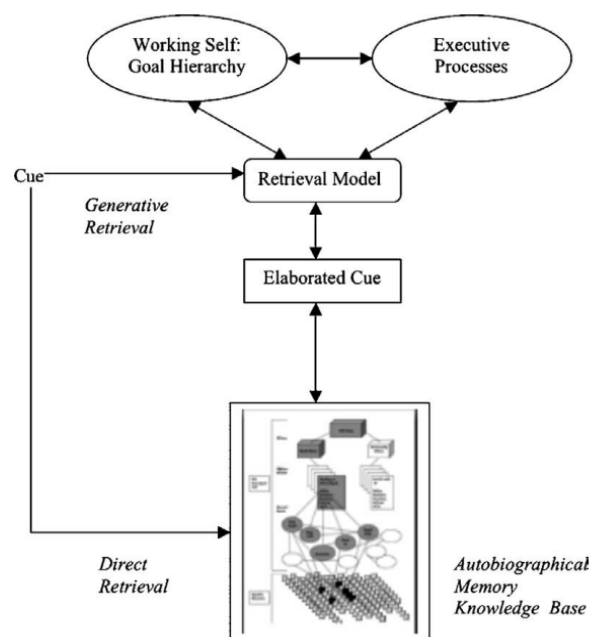 Working Self:
Goal Hierarchy
Executive
Processes
Cue
Retrieval Model
Generative
Retrieval
Elaborated Cue
Direct
Retrieval
Autobiographical
Memory
Knowledge Base